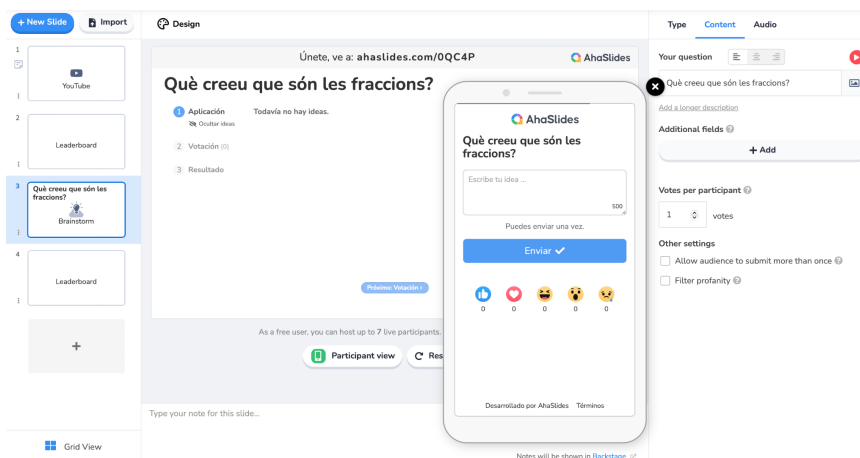 + New Slide
Import
Design
Type
Content
Audio
1
YouTube
2
Leaderboard
3
Què creeu que són les
fraccions?
Brainstorm
4
Leaderboard
+
Grid View
Únete, ve a: ahaslides.com/0QC4P
AhaSlides
Què creeu que són les fraccions?
1 Aplicación
Ocultar ideas
Todavía no hay ideas.
2 Votación (0)
3 Resultado
Próximo: Votación ›
As a free user, you can host up to 7 live participants.
Participant view
Res
Type your note for this slide...
Notes will be shown in Backstage
AhaSlides
Què creeu que són les
fraccions?
Escribe tu idea ...
500
Puedes enviar una vez.
Enviar
0
0
0
0
0
Desarrollado por AhaSlides Términos
Your question
Què creeu que són les fraccions?
Add a longer description
Additional fields ?
+ Add
Votes per participant ?
1
votes
Other settings
Allow audience to submit more than once ?
Filter profanity ?